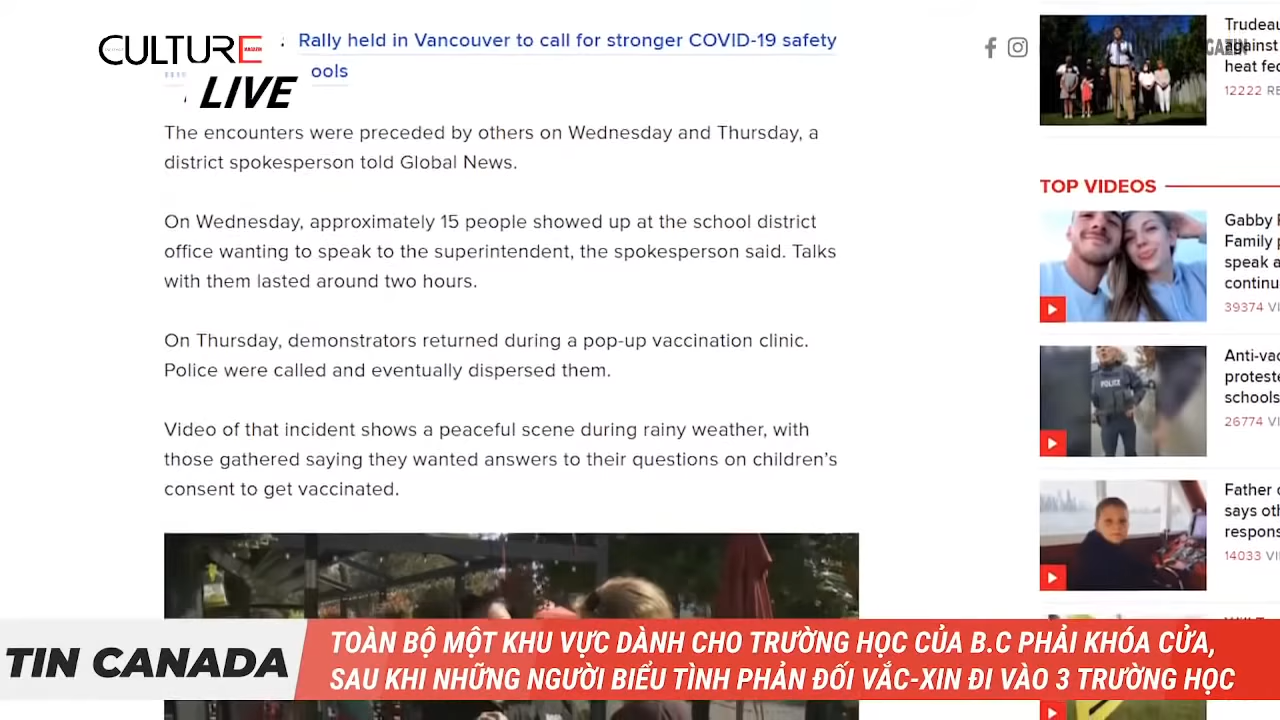 CULTURE
MAGAZIN
LIVE
Rally held in Vancouver to call for stronger COVID-19 safety
ools
The encounters were preceded by others on Wednesday and Thursday, a
district spokesperson told Global News.
On Wednesday, approximately 15 people showed up at the school district
office wanting to speak to the superintendent, the spokesperson said. Talks
with them lasted around two hours.
On Thursday, demonstrators returned during a pop-up vaccination clinic.
Police were called and eventually dispersed them.
Video of that incident shows a peaceful scene during rainy weather, with
those gathered saying they wanted answers to their questions on children's
consent to get vaccinated.
Trudeau
against
heat fed
12222 RE
TOP VIDEOS
Gabby P
Family p
speak a
continu
39374 VI
POLICE
Anti-vac
proteste
schools
26774 VI
Father o
says oth
respons
14033 VI
TIN CANADA
TOÀN BỘ MỘT KHU VỰC DÀNH CHO TRƯỜNG HỌC CỦA B.C PHẢI KHÓA CỬA,
SAU KHI NHỮNG NGƯỜI BIỂU TÌNH PHẢN ĐỐI VẮC-XIN ĐI VÀO 3 TRƯỜNG HỌC